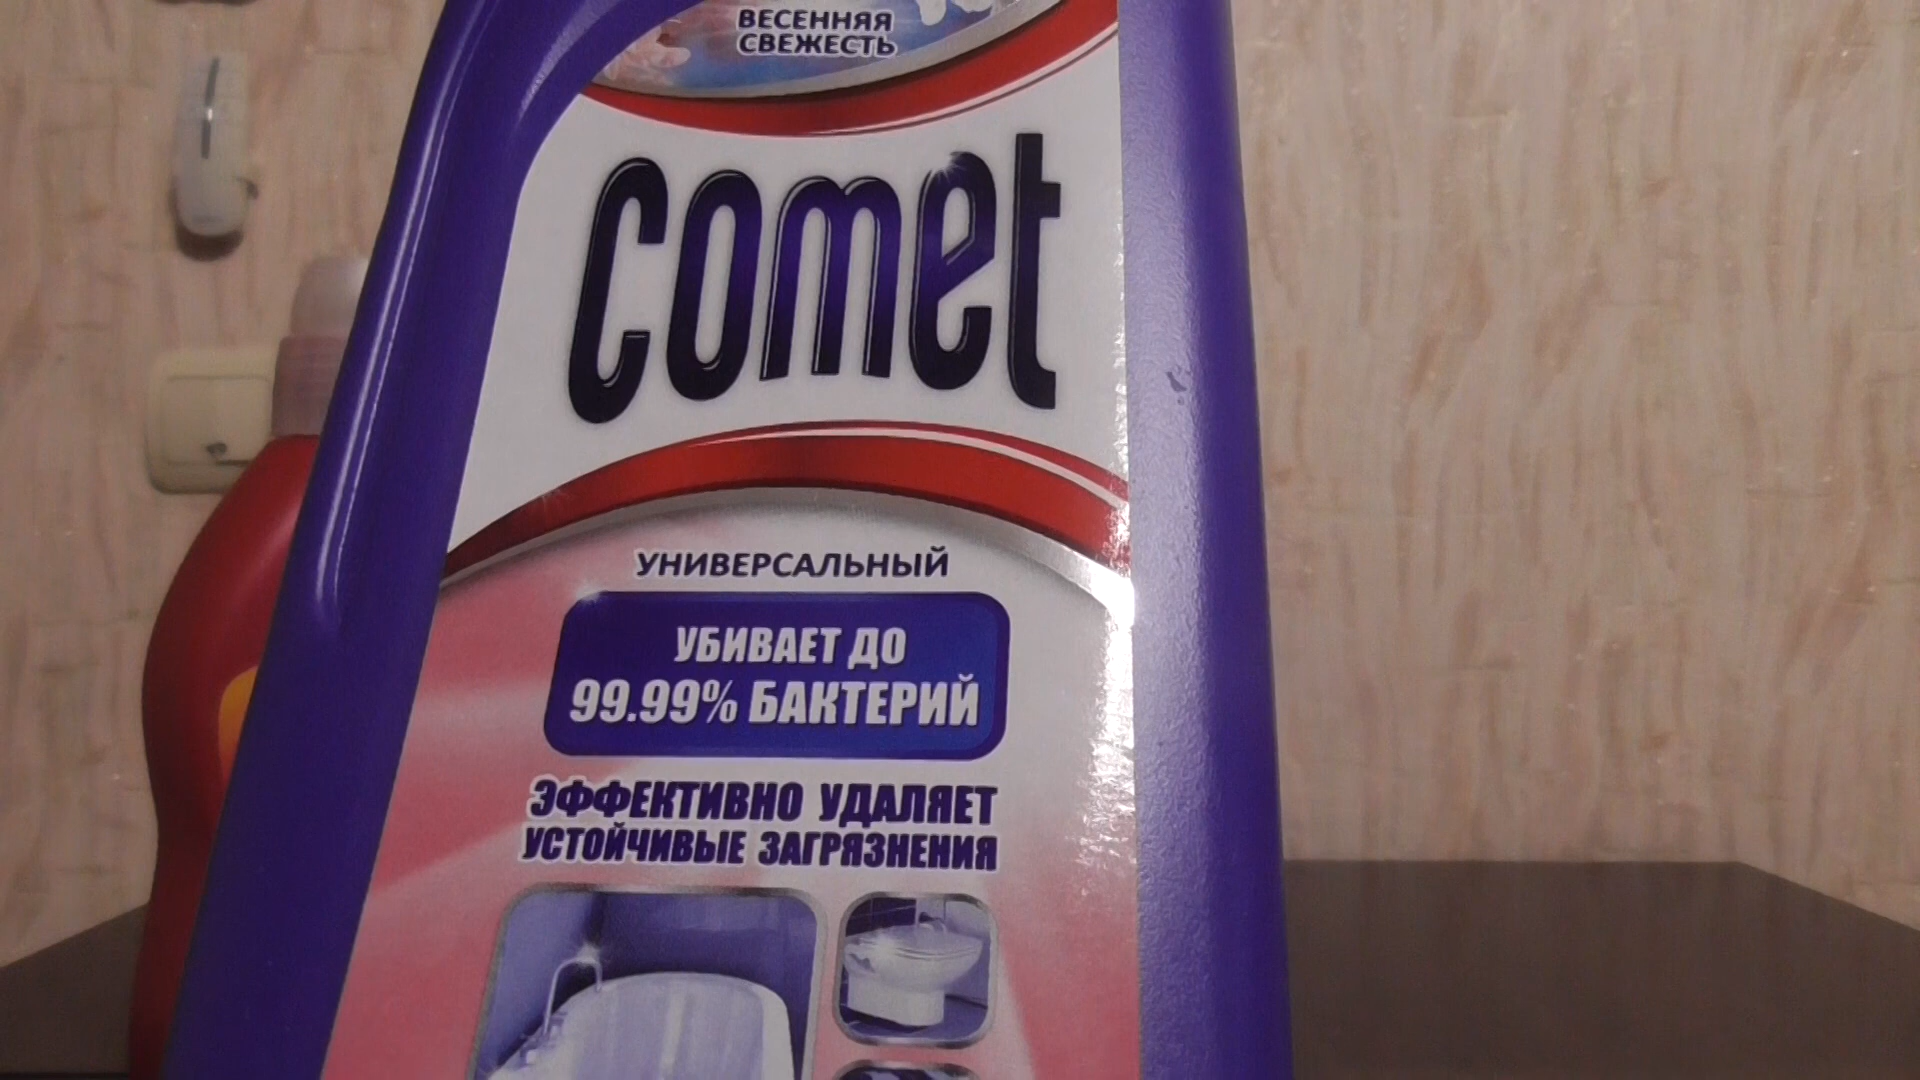 ВЕСЕННЯЯ
СВЕЖЕСТЬ
comet
УНИВЕРСАЛЬНЫЙ
УБИВАЕТ ДО
99.99% БАКТЕРИЙ
ЭФФЕКТИВНО УДАЛЯЕТ
УСТОЙЧИВЫЕ ЗАГРЯЗНЕНИЯ